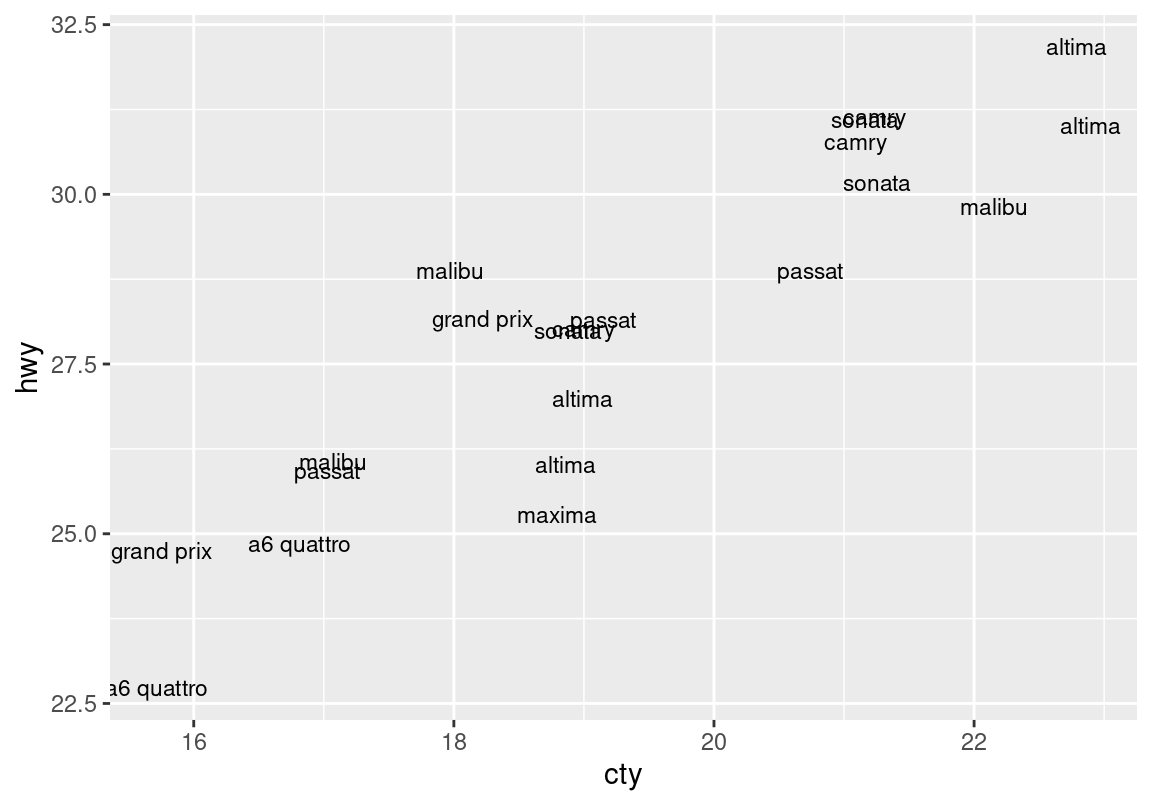 32.5
altima
camry
sonata
altima
camry
30.0
sonata
malibu
malibu
passat
grand prix
passat
camry
sonata
27.5
altima
malibu
altima
passat
maxima
25.0
a6 quattro
grand prix
a6 quattro
22.5
hwy
16 18 20 22
cty